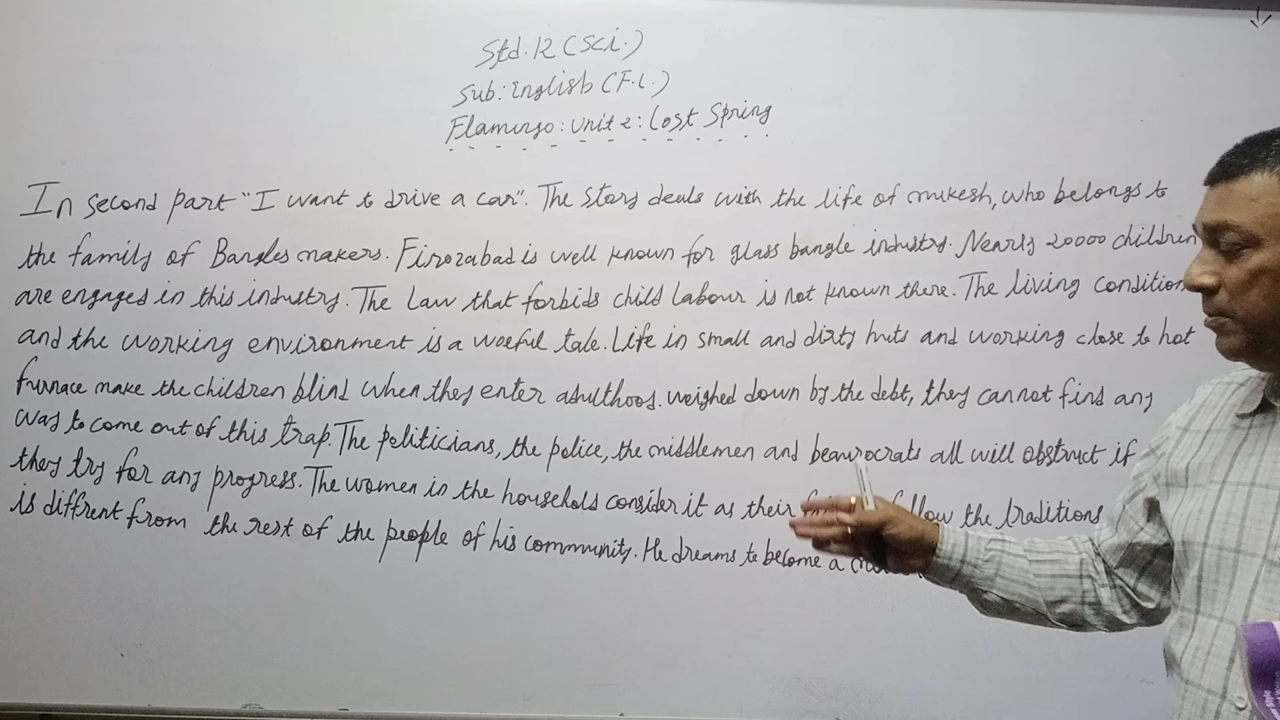 Std. 12 (Sci.)
Sub: English (F.L.)
Flamingo: Unit 2: Lost Spring
In second part "I want to drive a car". The story deals with the life of mukesh, who belongs to
the family of Bangles makers. Firozabad is well known for glass bangle industry. Nearly 20000 children
are engaged in this industry. The Law that forbids child labour is not known there. The living condition
and the working environment is a woeful tale. Life in small and dirty huts and working close to hot
furnace make the children blind when they enter adulthood. weighed down by the debt, they cannot find any
way to come out of this trap. The politicians, the police, the middlemen and beaurocrats all will obstruct if
they try for any progress. The women in the households consider it as their the traditions
is diffrent from the rest of the people of his community. He dreams to become a